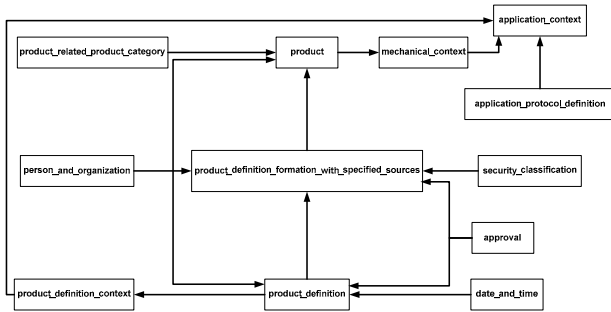 application_context
product_related_product_category
product
mechanical_context
application_protocol_definition
person_and_organization
product_definition_formation_with_specified_sources
security_classification
approval
product_definition_context
product_definition
date_and_time